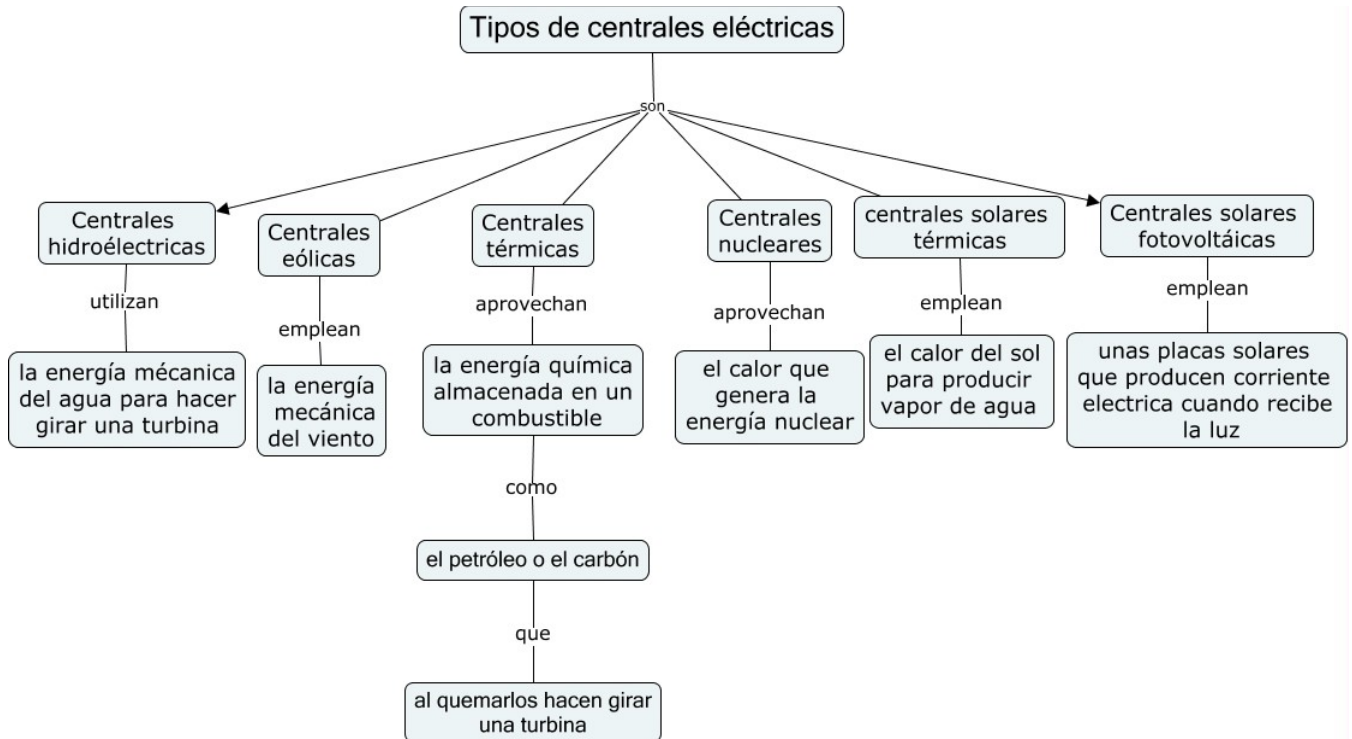 Tipos de centrales eléctricas
son
Centrales
hidroélectricas
utilizan
la energía mécanica
del agua para hacer
girar una turbina
Centrales
eólicas
emplean
la energía
mecánica
del viento
Centrales
térmicas
aprovechan
la energía química
almacenada en un
combustible
como
el petróleo o el carbón
que
al quemarlos hacen girar
una turbina
Centrales
nucleares
aprovechan
el calor que
genera la
energía nuclear
centrales solares
térmicas
emplean
el calor del sol
para producir
vapor de agua
Centrales solares
fotovoltáicas
emplean
unas placas solares
que producen corriente
electrica cuando recibe
la luz